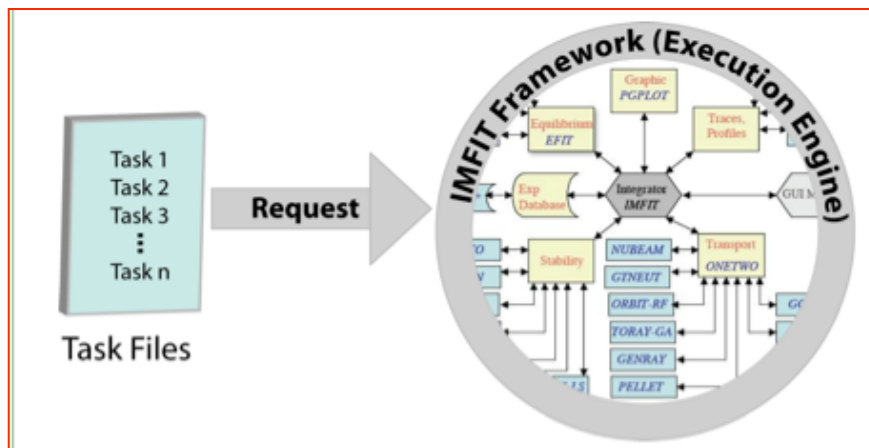 Task 1
Task 2
Task 3
Task n
Task Files
Request
IMFIT Framework (Execution Engine)
Graphic
PGPLOT
Equilibrium
EFIT
Traces,
Profiles
Exp
Database
Integrator
IMFIT
GUI M
Stability
NUBEAM
GTNEUT
ORBIT-RF
TORAY-GA
GENRAY
PELLET
Transport
ONETWO